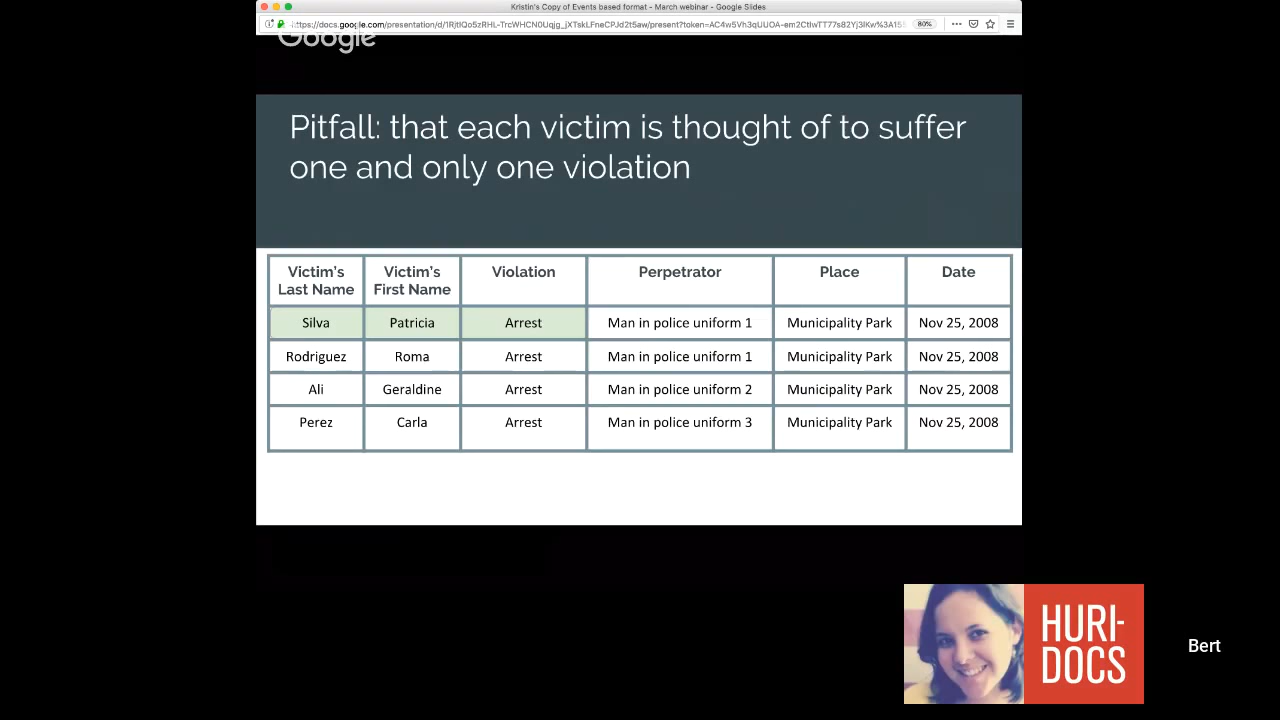 Kristin's Copy of Events based format - March webinar - Google Slides
80%
Google
Pitfall: that each victim is thought of to suffer
one and only one violation
Victim's Last Name Victim's First Name Violation Perpetrator Place Date
Silva Patricia Arrest Man in police uniform 1 Municipality Park Nov 25, 2008
Rodriguez Roma Arrest Man in police uniform 1 Municipality Park Nov 25, 2008
Ali Geraldine Arrest Man in police uniform 2 Municipality Park Nov 25, 2008
Perez Carla Arrest Man in police uniform 3 Municipality Park Nov 25, 2008
HURI-
DOCS
Bert